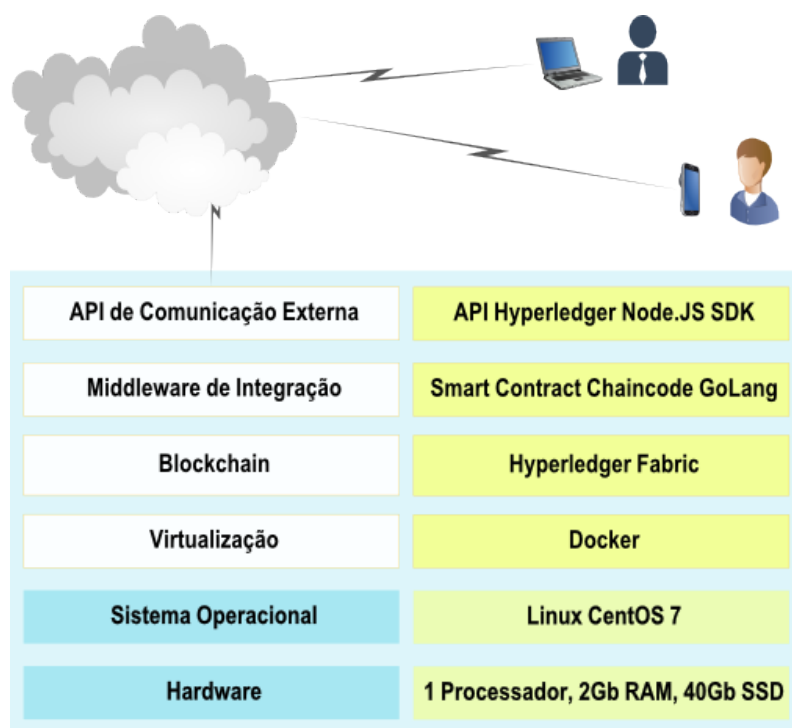 API de Comunicação Externa
API Hyperledger Node.JS SDK
Middleware de Integração
Smart Contract Chaincode GoLang
Blockchain
Hyperledger Fabric
Virtualização
Docker
Sistema Operacional
Linux CentOS 7
Hardware
1 Processador, 2Gb RAM, 40Gb SSD